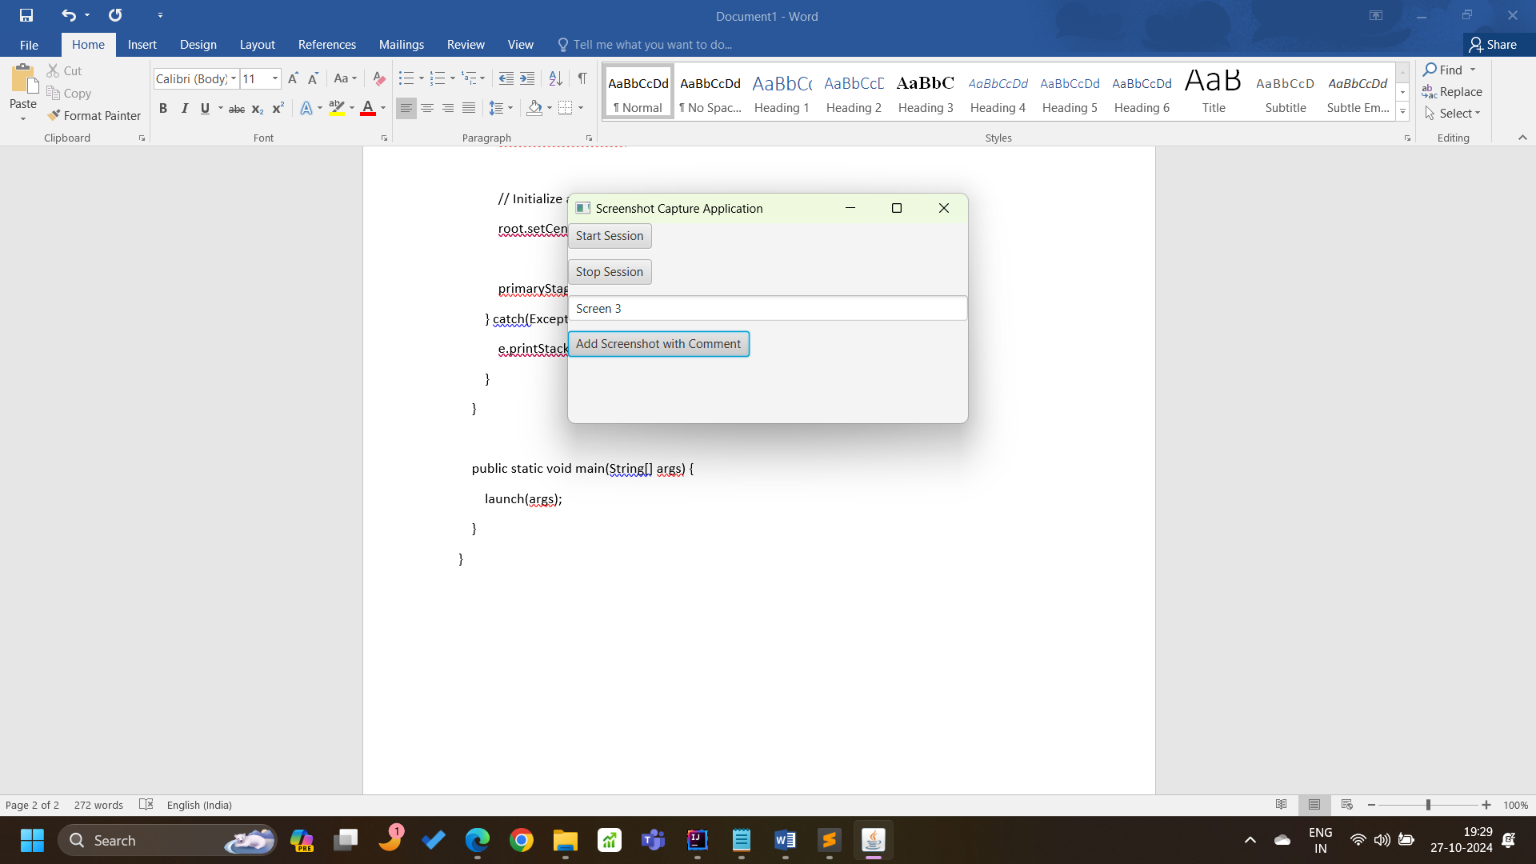 Document1 - Word
File Home Insert Design Layout References Mailings Review View Tell me what you want to do... Share
Paste
Cut
Copy
Format Painter
Clipboard
Calibri (Body) 11
Font
Paragraph
AaBbCcDd AaBbCcDd AaBbCc AaBbCcD AaBbC AaBbCcDd AaBbCcDd AaBbCcDd AaB AaBbCcD AaBbCcDd
¶ Normal ¶ No Spac... Heading 1 Heading 2 Heading 3 Heading 4 Heading 5 Heading 6 Title Subtitle Subtle Em...
Styles
Find
Replace
Select
Editing
// Initialize
root.setCen
primaryStag
} catch(Except
e.printStack
}
}
public static void main(String[] args) {
launch(args);
}
}
Screenshot Capture Application
Start Session
Stop Session
Screen 3
Add Screenshot with Comment
Page 2 of 2 272 words English (India) 100%
Search
PRE
1
ENG
IN
19:29
27-10-2024